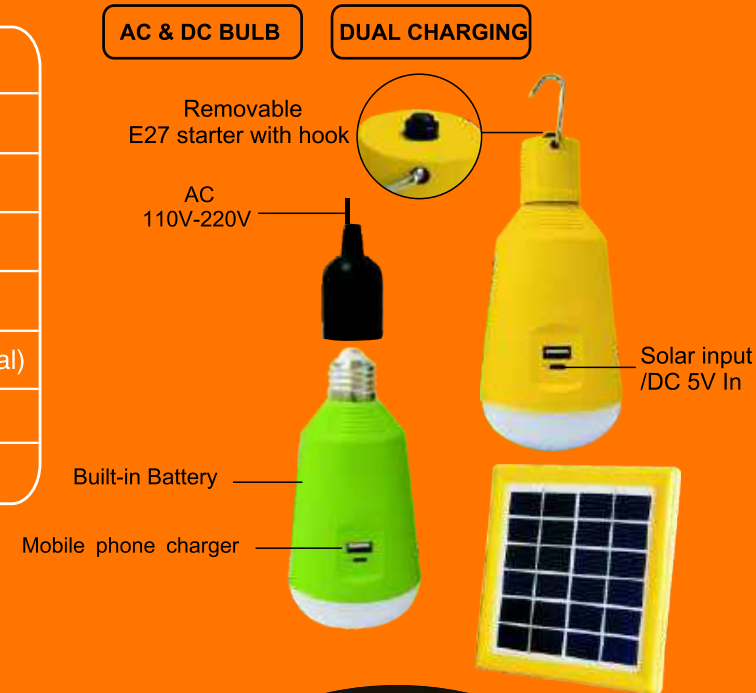 AC & DC BULB
DUAL CHARGING
Removable
E27 starter with hook
AC
110V-220V
al)
Solar input
/DC 5V In
Built-in Battery
Mobile phone charger